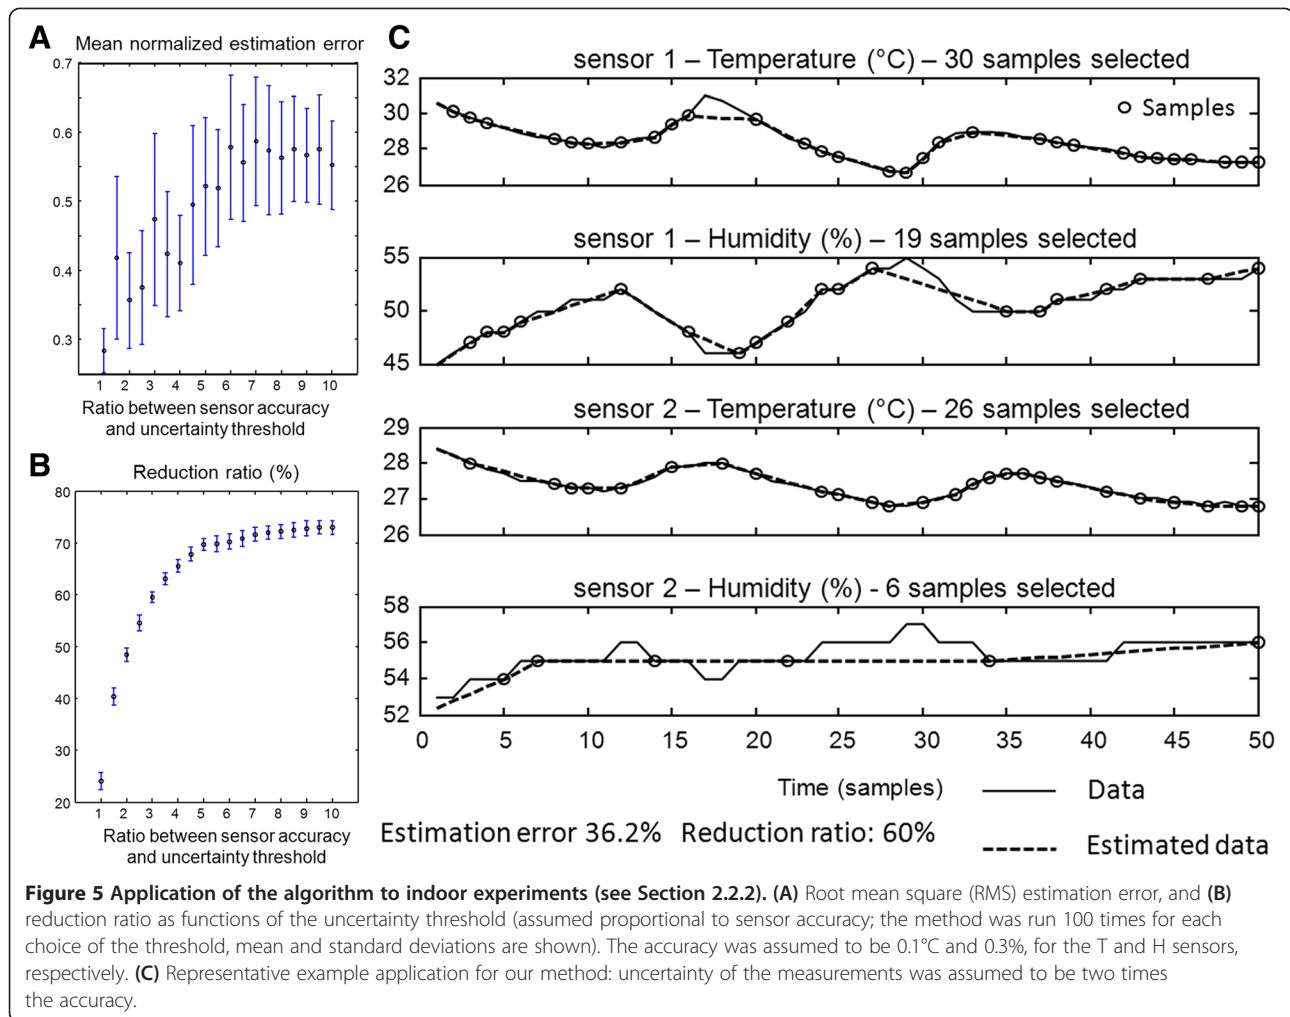 A
Mean normalized estimation error
0.7
0.6
0.5
0.4
0.3
1 2 3 4 5 6 7 8 9 10
Ratio between sensor accuracy
and uncertainty threshold
B
Reduction ratio (%)
80
70
60
50
40
30
20
1 2 3 4 5 6 7 8 9 10
Ratio between sensor accuracy
and uncertainty threshold
C
sensor 1 – Temperature (°C) – 30 samples selected
32
30
28
26
Samples
sensor 1 – Humidity (%) – 19 samples selected
55
50
45
sensor 2 – Temperature (°C) – 26 samples selected
29
28
27
26
sensor 2 – Humidity (%) - 6 samples selected
58
56
54
52
0 5 10 15 20 25 30 35 40 45 50
Time (samples)
Data
Estimation error 36.2% Reduction ratio: 60%
Estimated data
Figure 5 Application of the algorithm to indoor experiments (see Section 2.2.2). (A) Root mean square (RMS) estimation error, and (B)
reduction ratio as functions of the uncertainty threshold (assumed proportional to sensor accuracy; the method was run 100 times for each
choice of the threshold, mean and standard deviations are shown). The accuracy was assumed to be 0.1°C and 0.3%, for the T and H sensors,
respectively. (C) Representative example application for our method: uncertainty of the measurements was assumed to be two times
the accuracy.